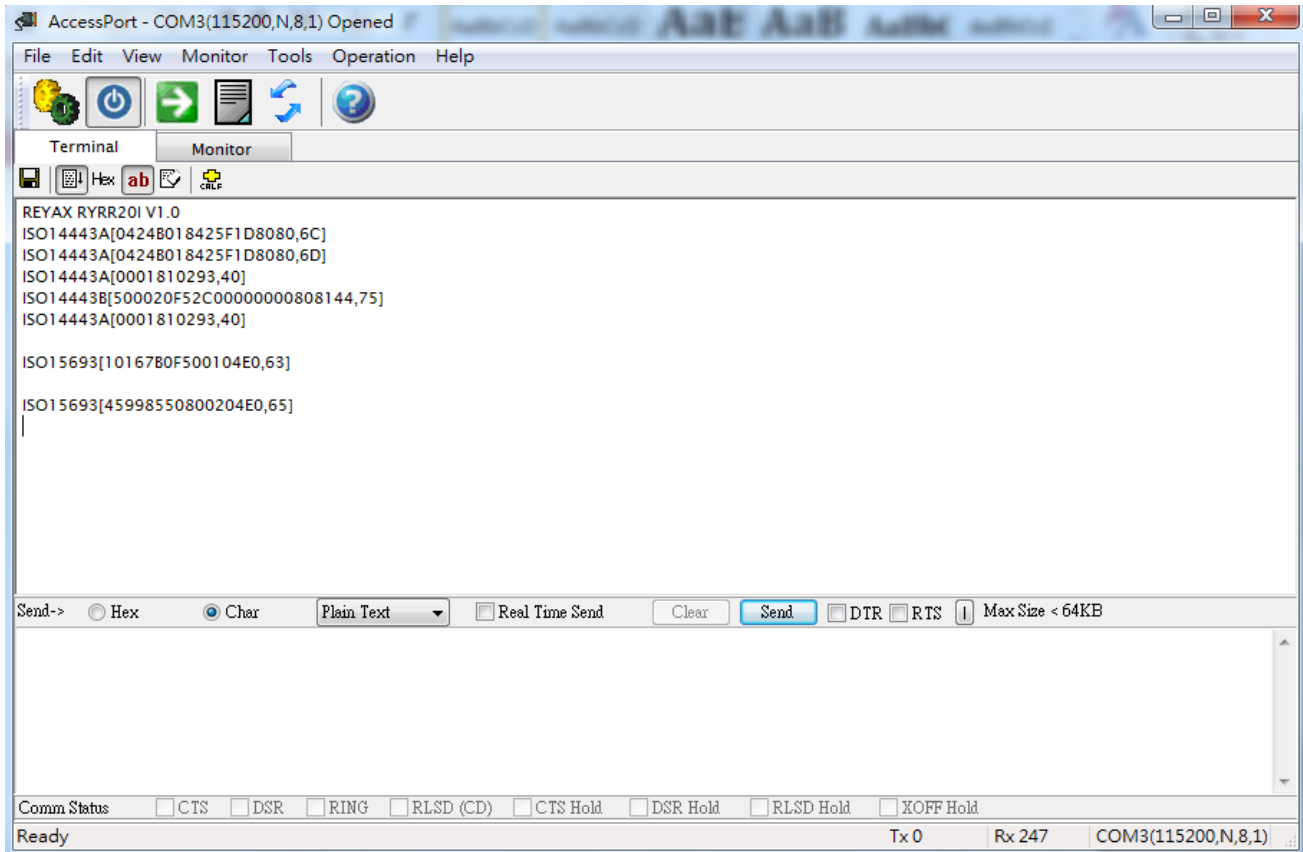 AccessPort - COM3(115200,N,8,1) Opened
File Edit View Monitor Tools Operation Help
Terminal Monitor
Hex ab CRLF
REYAX RYRR20I V1.0
ISO14443A[0424B018425F1D8080,6C]
ISO14443A[0424B018425F1D8080,6D]
ISO14443A[0001810293,40]
ISO14443B[500020F52C00000000808144,75]
ISO14443A[0001810293,40]
ISO15693[10167B0F500104E0,63]
ISO15693[45998550800204E0,65]
Send-> Hex Char Plain Text Real Time Send Clear Send DTR RTS Max Size < 64KB
Comm Status CTS DSR RING RLSD (CD) CTS Hold DSR Hold RLSD Hold XOFF Hold
Ready Tx 0 Rx 247 COM3(115200,N,8,1)